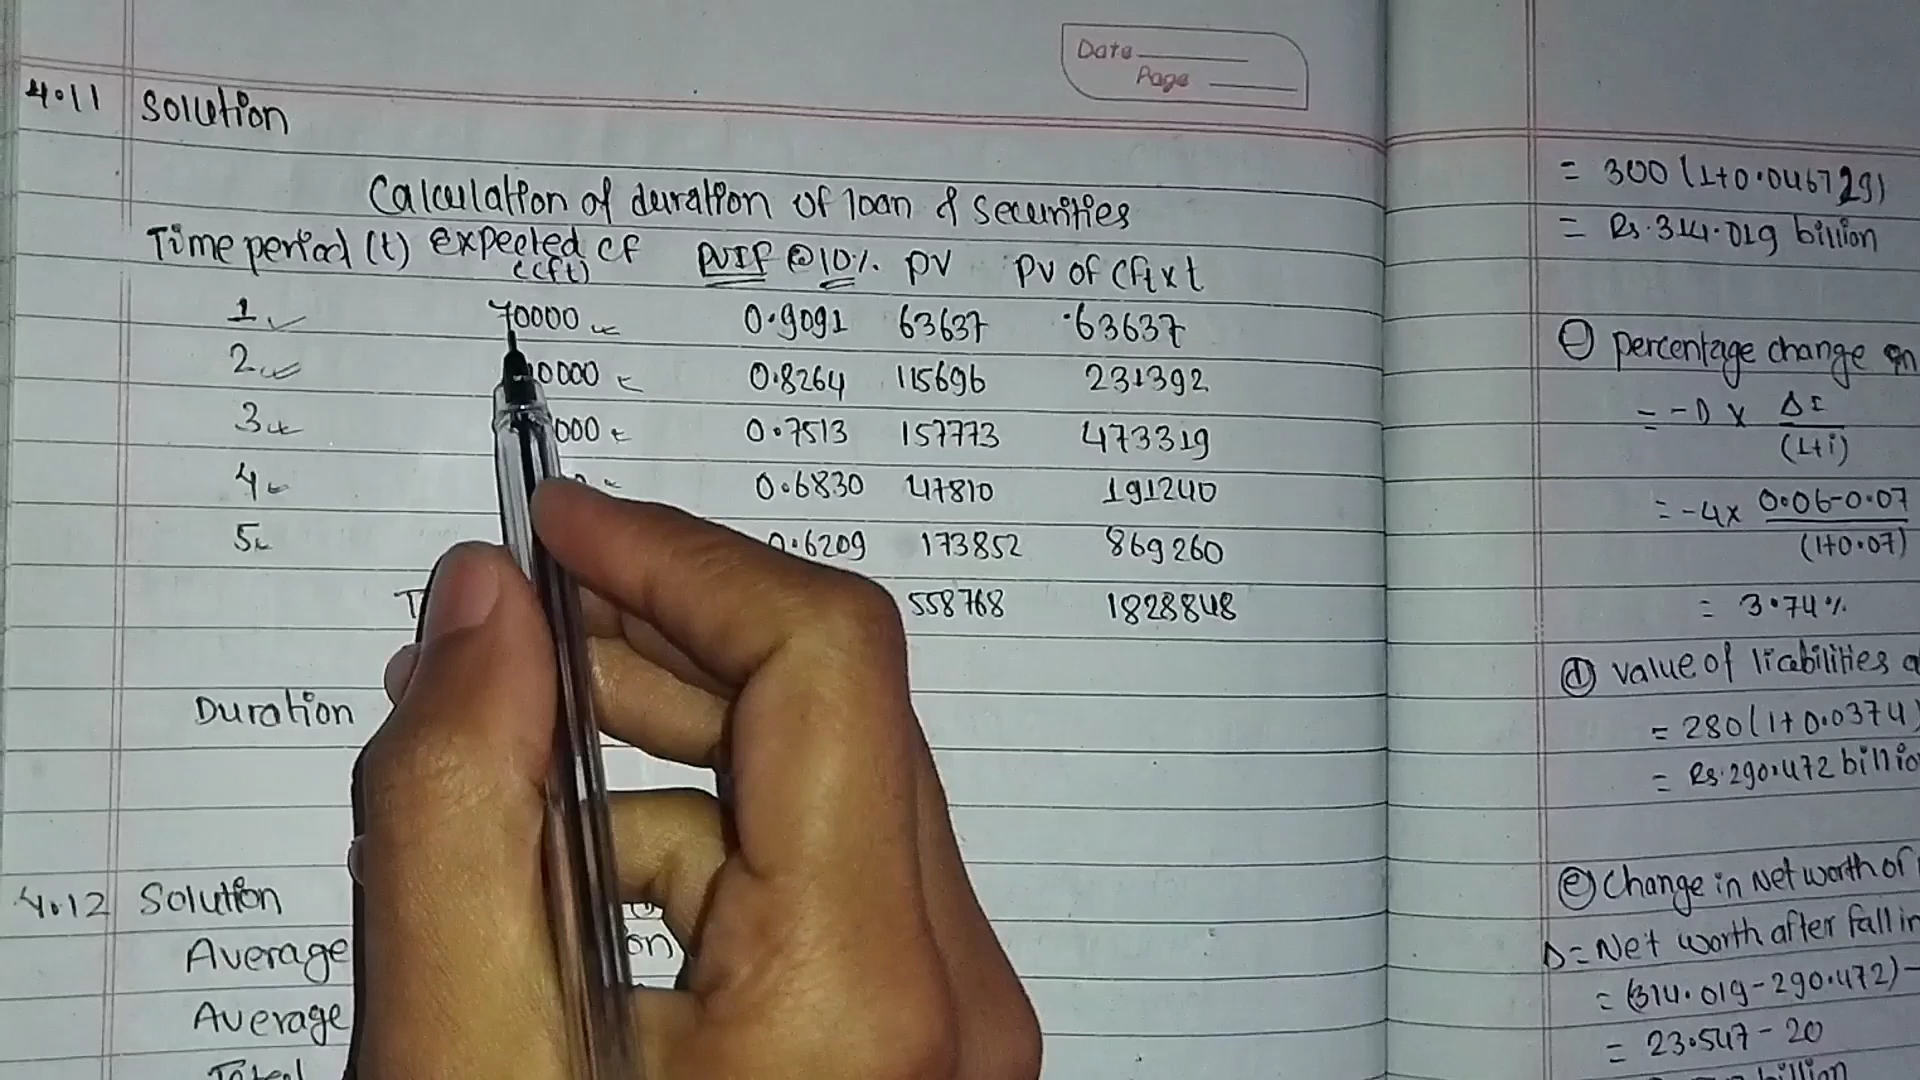 Date
Page
4.11 Solution
Calculation of duration of loan & securities
Time period (t) expected CF PVIF @10% PV PV of CFt x t
(CFt)
1 70000 0.9091 63637 63637
2 0000 0.8264 115696 231392
3 000 0.7513 157773 473319
4 0.6830 47810 191240
5 0.6209 173852 869260
558768 1828848
Duration
4.12 Solution
Average on)
Average
Total
= 300 (1+0.046729)
= Rs. 314.019 billion
c percentage change in
= -D x ΔI
(1+i)
= -4x 0.06-0.07
(1+0.07)
= 3.74%
d value of liabilities
= 280(1+0.0374)
= Rs. 290.472 billio
e Change in Net worth of
Δ = Net worth after fall in
= (314.019-290.472) -
= 23.547 - 20
billion